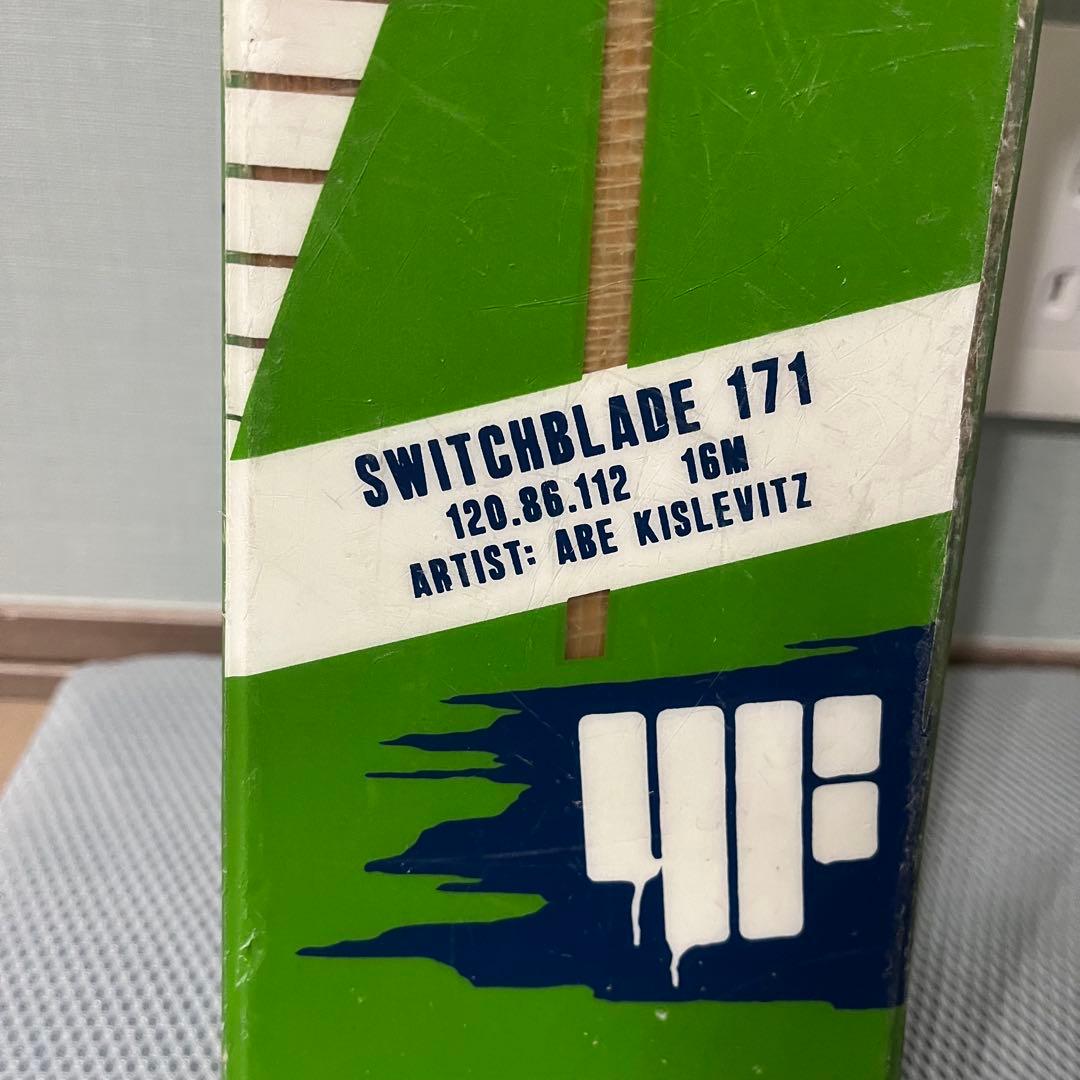 SWITCHBLADE 171
120.86.112 16M
ARTIST: ABE KISLEVITZ